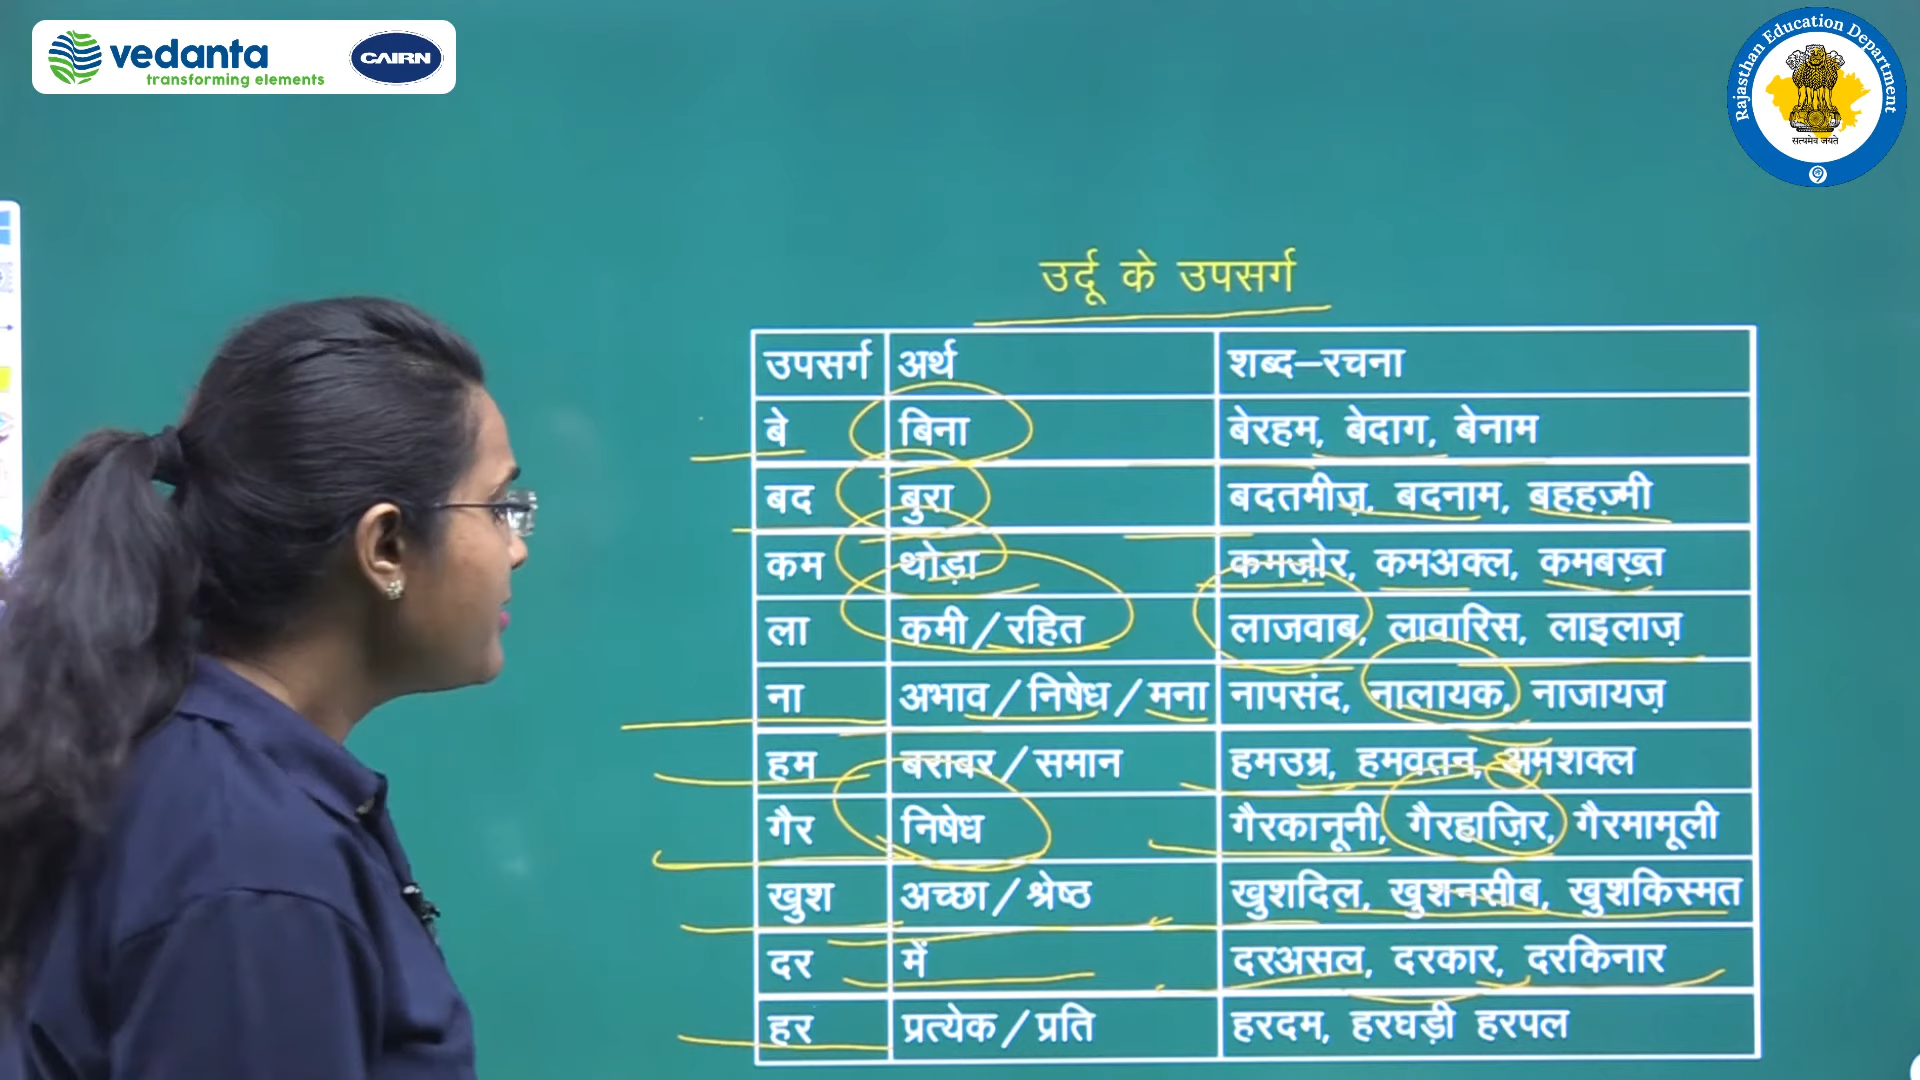 vedanta
transforming elements
CAIRN
Rajasthan Education Department
सत्यमेव जयते
उर्दू के उपसर्ग
उपसर्ग अर्थ शब्द–रचना
बे बिना बेरहम, बेदाग, बेनाम
बद बुरा बदतमीज़, बदनाम, बहहज़्मी
कम थोड़ा कमज़ोर, कमअक्ल, कमबख़्त
ला कमी/रहित लाजवाब, लावारिस, लाइलाज़
ना अभाव/निषेध/मना नापसंद, नालायक, नाजायज़
हम बराबर/समान हमउम्र, हमवतन, अमशक्ल
गैर निषेध गैरकानूनी, गैरहाज़िर, गैरमामूली
खुश अच्छा/श्रेष्ठ खुशदिल, खुशनसीब, खुशकिस्मत
दर में दरअसल, दरकार, दरकिनार
हर प्रत्येक/प्रति हरदम, हरघड़ी हरपल